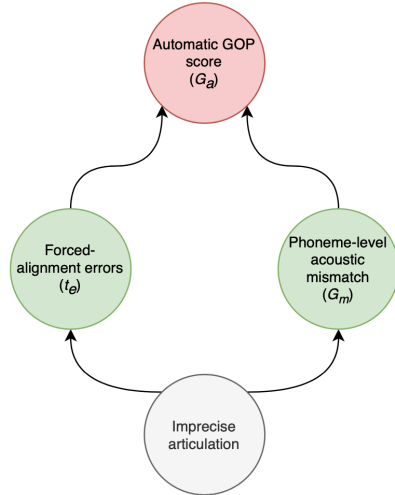 Automatic GOP
score
(Ga)
Forced-
alignment errors
(te)
Phoneme-level
acoustic
mismatch
(Gm)
Imprecise
articulation